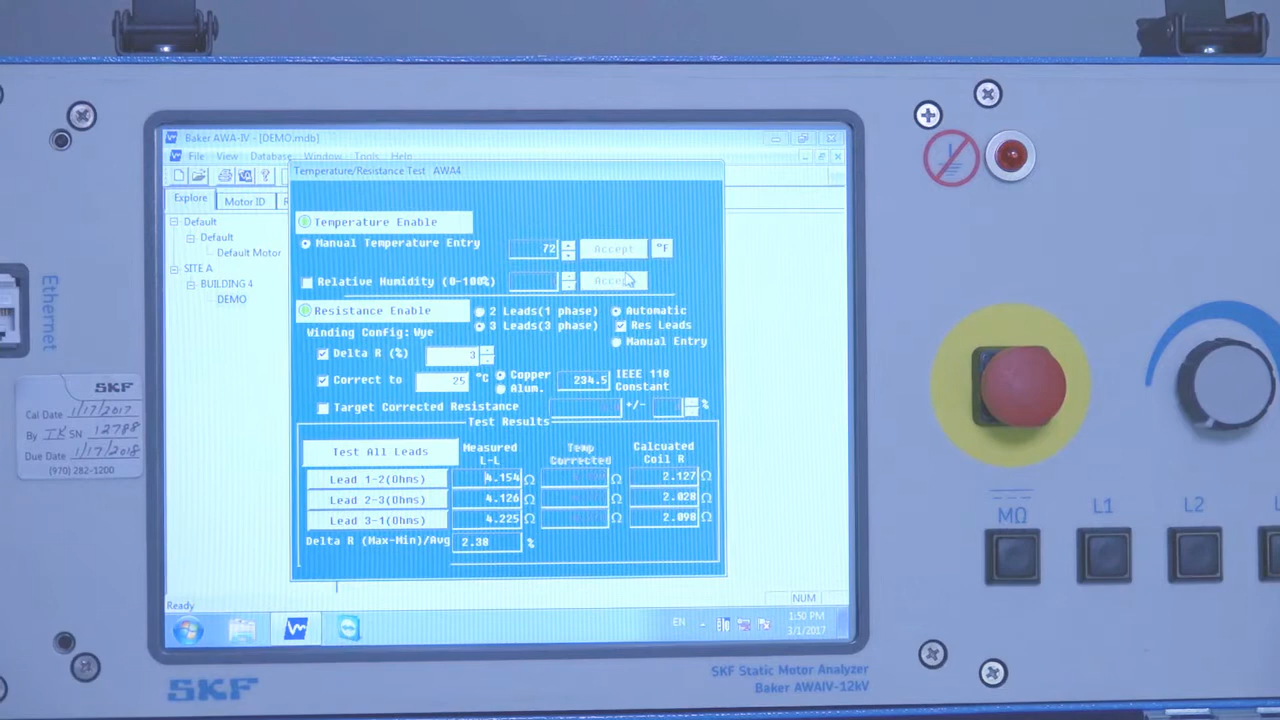 Baker AWA-IV - [DEMO.mdb]
File View Database Window Tools Help
Temperature/Resistance Test AWA4
Explore Motor ID
Default
Default
Default Motor
SITE A
BUILDING 4
DEMO
Temperature Enable
Manual Temperature Entry 72 Accept °F
Relative Humidity (0-100%) Accept
Resistance Enable 2 Leads(1 phase) Automatic
3 Leads(3 phase) Res Leads
Winding Config: Wye Manual Entry
Delta R (%) 3
Correct to 25 °C Copper 234.5 IEEE 118
Alum. Constant
Target Corrected Resistance +/- %
Test Results
Test All Leads Measured Temp Calcuated
L-L Corrected Coil R
Lead 1-2(Ohms) 4.154 Ω Ω 2.127 Ω
Lead 2-3(Ohms) 4.126 Ω Ω 2.028 Ω
Lead 3-1(Ohms) 4.225 Ω Ω 2.098 Ω
Delta R (Max-Min)/Avg 2.38 %
Ready NUM
EN 1:50 PM
3/1/2017
Ethernet
SKF
Cal Date 1/17/2017
By TK SN 12788
Due Date 1/17/2018
(970) 282-1200
SKF
SKF Static Motor Analyzer
Baker AWAIV-12kV
MΩ L1 L2